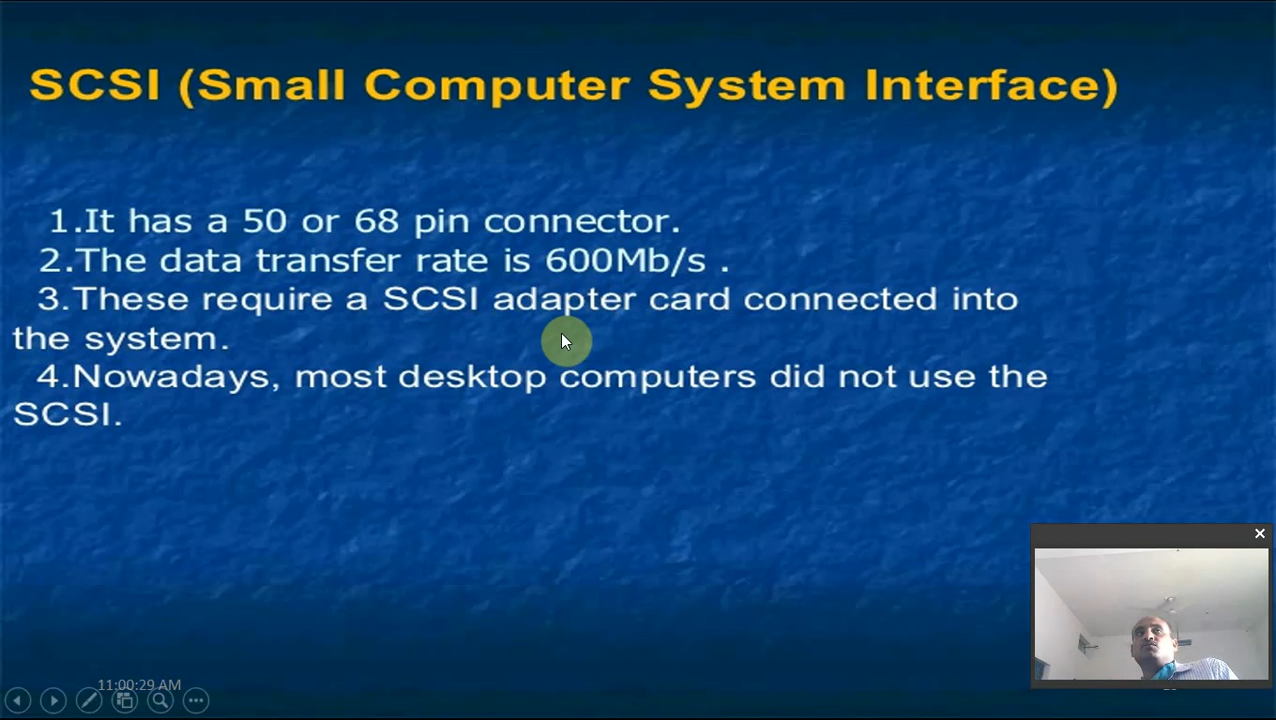 SCSI (Small Computer System Interface)
1.It has a 50 or 68 pin connector.
2.The data transfer rate is 600Mb/s .
3.These require a SCSI adapter card connected into
the system.
4.Nowadays, most desktop computers did not use the
SCSI.
11:00:29 AM